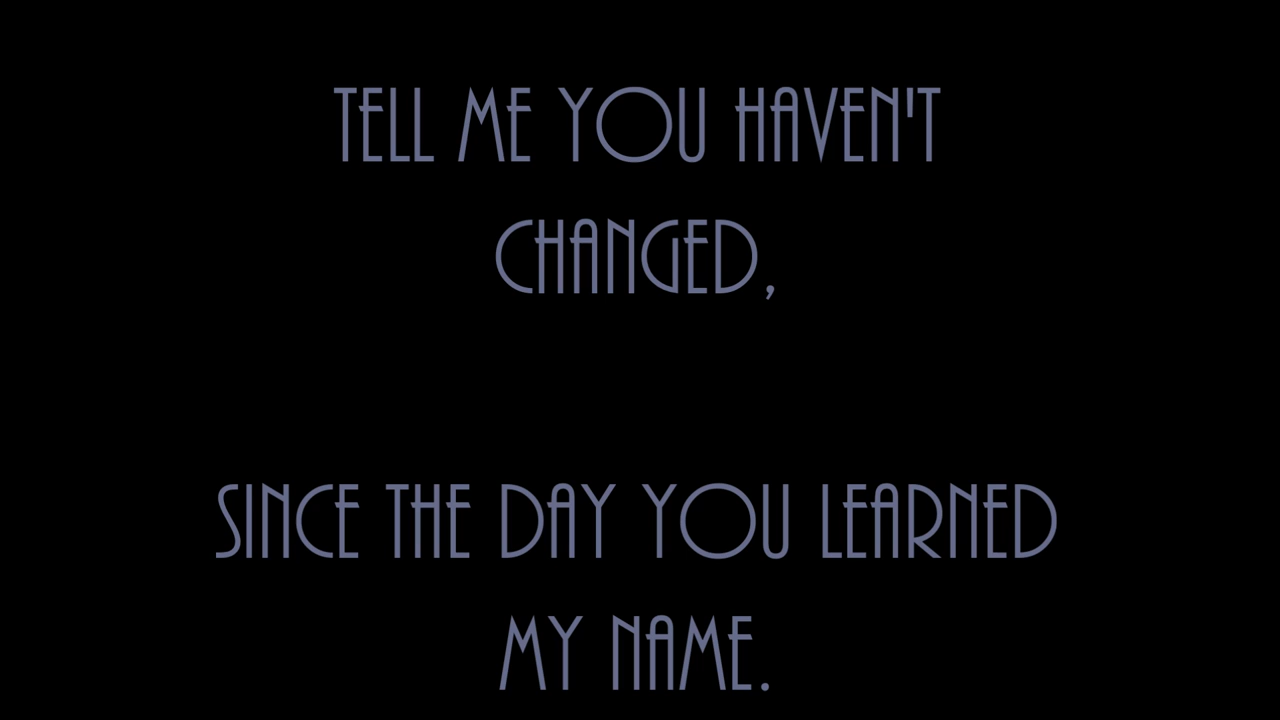 TELL ME YOU HAVEN'T
CHANGED,
SINCE THE DAY YOU LEARNED
MY NAME.